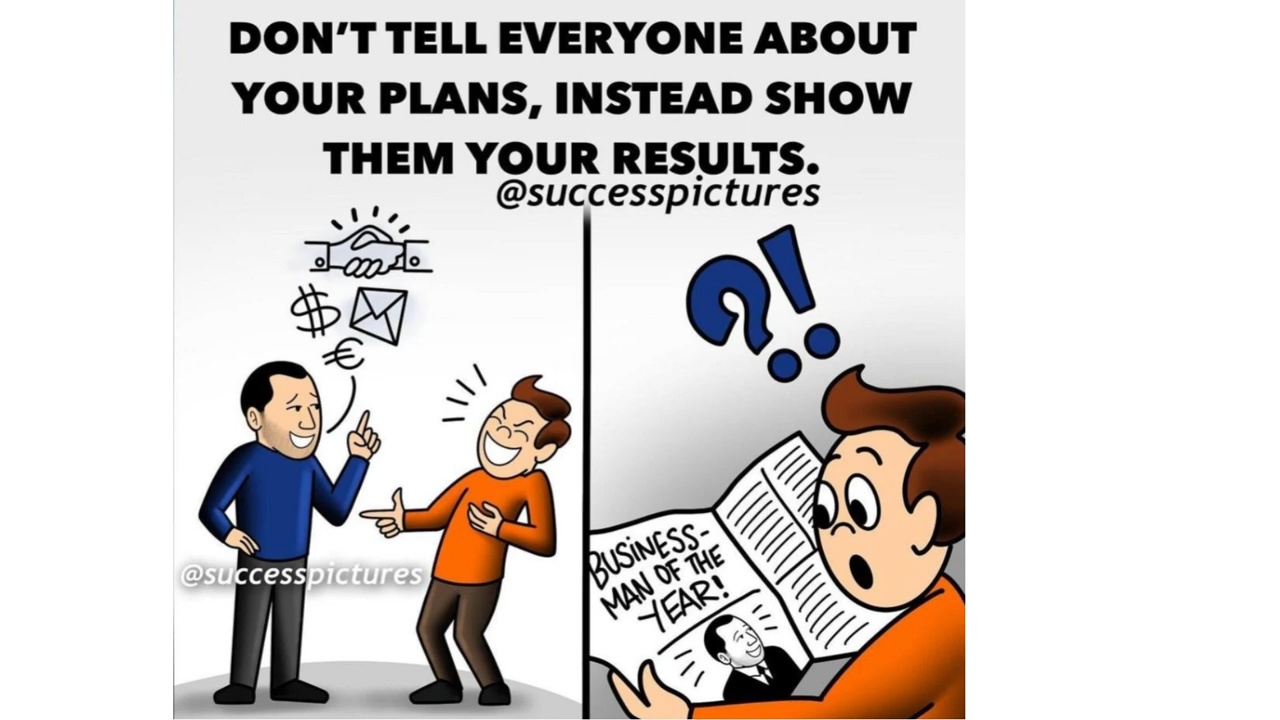 DON'T TELL EVERYONE ABOUT
YOUR PLANS, INSTEAD SHOW
THEM YOUR RESULTS.
@successpictures
$
€
?!
@successpictures
BUSINESS-
MAN OF THE
YEAR!